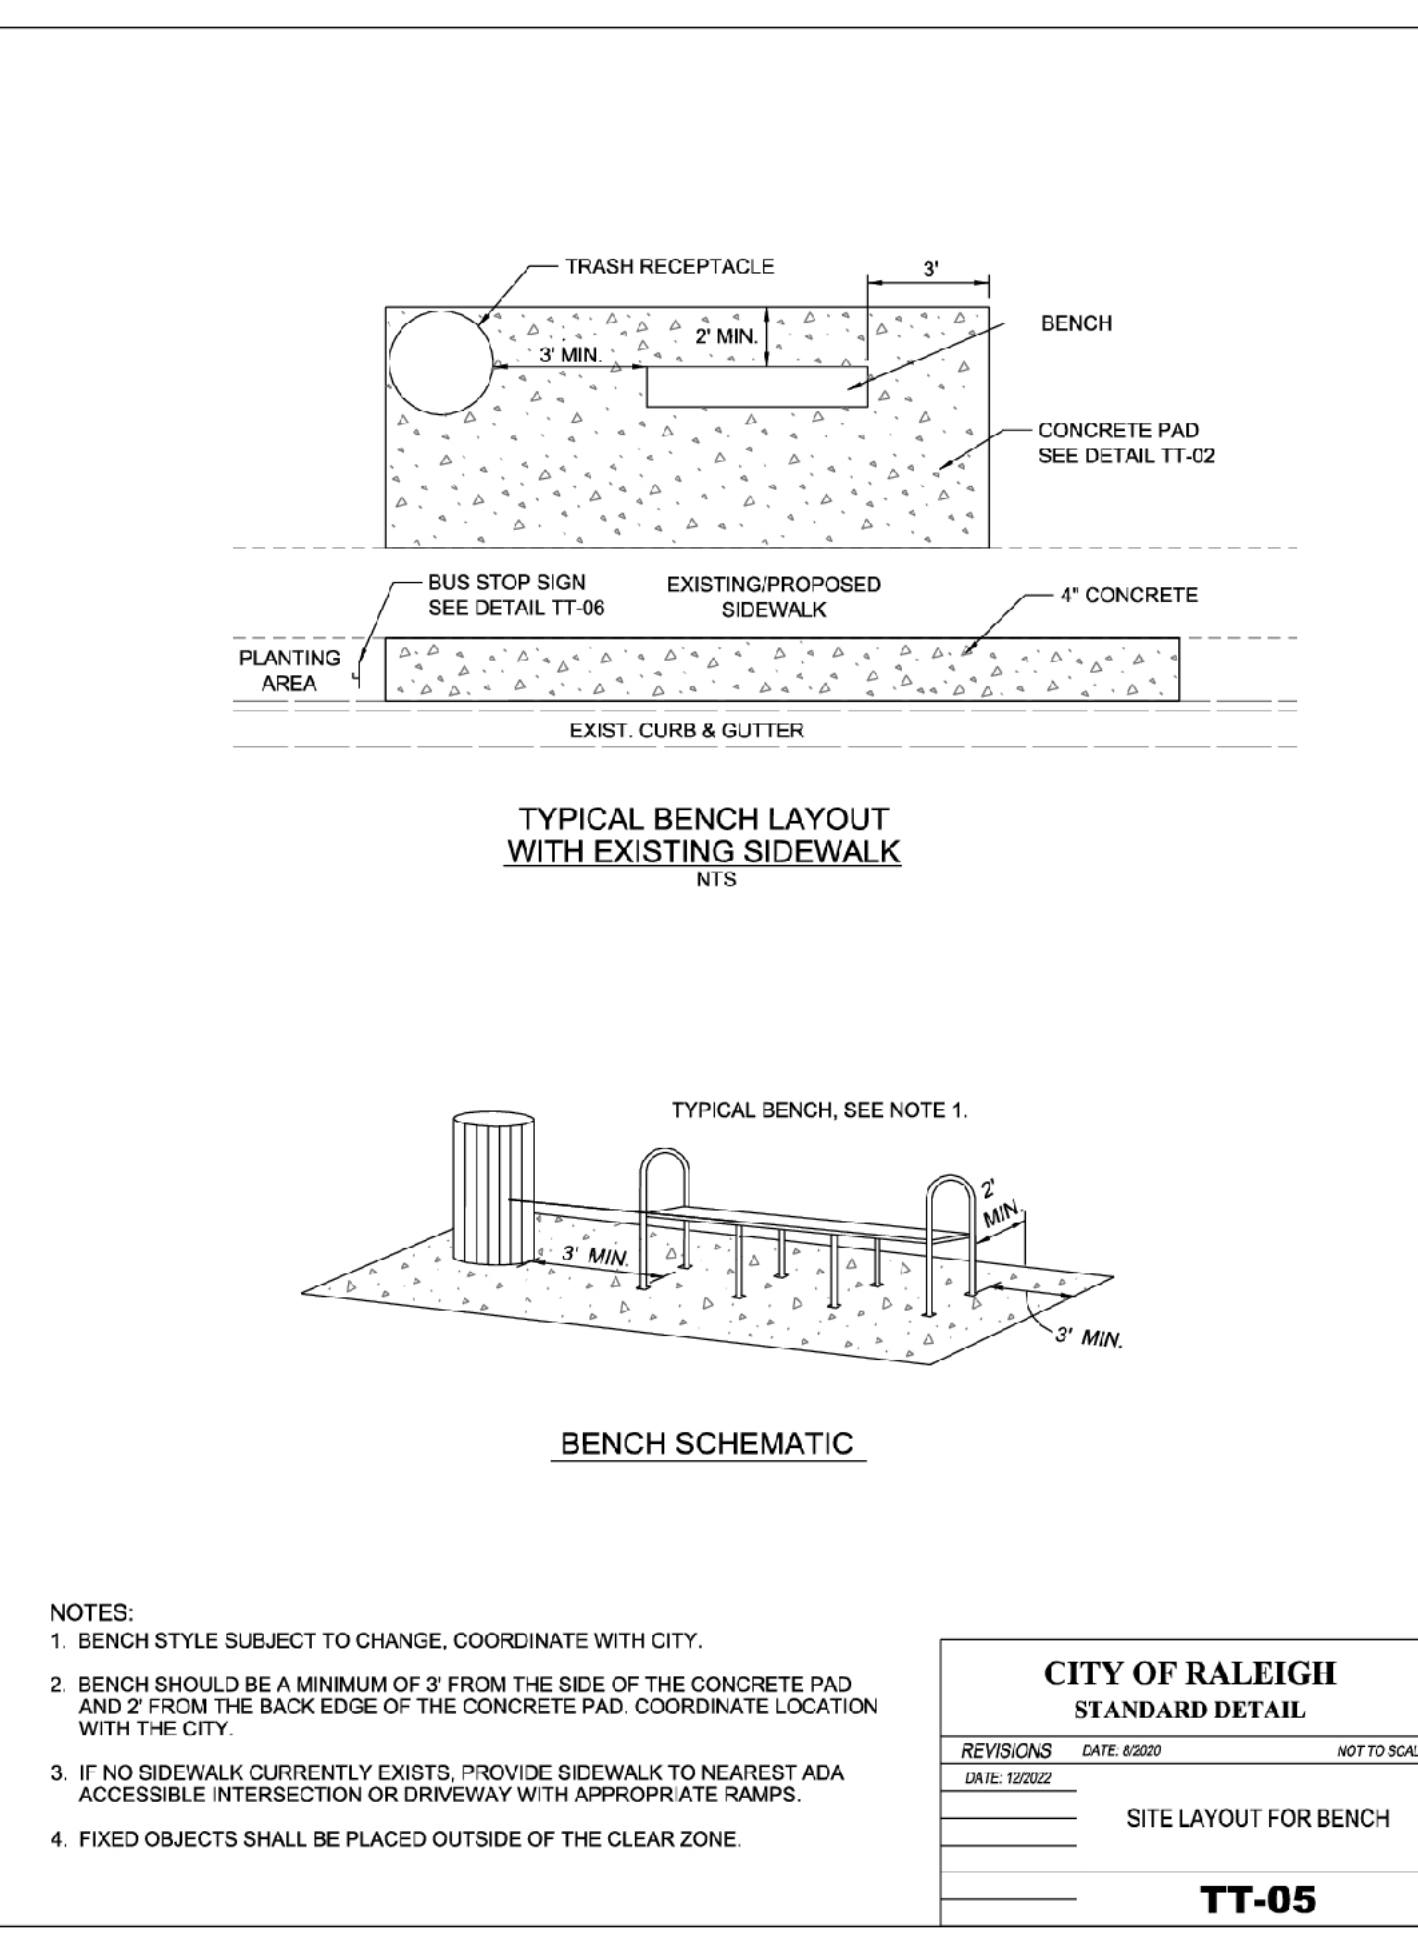 TRASH RECEPTACLE
3'
2' MIN.
BENCH
3' MIN.
CONCRETE PAD
SEE DETAIL TT-02
BUS STOP SIGN
SEE DETAIL TT-06
EXISTING/PROPOSED
SIDEWALK
4" CONCRETE
PLANTING
AREA
EXIST. CURB & GUTTER
TYPICAL BENCH LAYOUT
WITH EXISTING SIDEWALK
NTS
TYPICAL BENCH, SEE NOTE 1.
2'
MIN.
3' MIN.
3' MIN.
BENCH SCHEMATIC
NOTES:
1. BENCH STYLE SUBJECT TO CHANGE, COORDINATE WITH CITY.
2. BENCH SHOULD BE A MINIMUM OF 3' FROM THE SIDE OF THE CONCRETE PAD
AND 2' FROM THE BACK EDGE OF THE CONCRETE PAD. COORDINATE LOCATION
WITH THE CITY.
3. IF NO SIDEWALK CURRENTLY EXISTS, PROVIDE SIDEWALK TO NEAREST ADA
ACCESSIBLE INTERSECTION OR DRIVEWAY WITH APPROPRIATE RAMPS.
4. FIXED OBJECTS SHALL BE PLACED OUTSIDE OF THE CLEAR ZONE.
CITY OF RALEIGH
STANDARD DETAIL
REVISIONS DATE: 8/2020 NOT TO SCAL
DATE: 12/2022
SITE LAYOUT FOR BENCH
TT-05